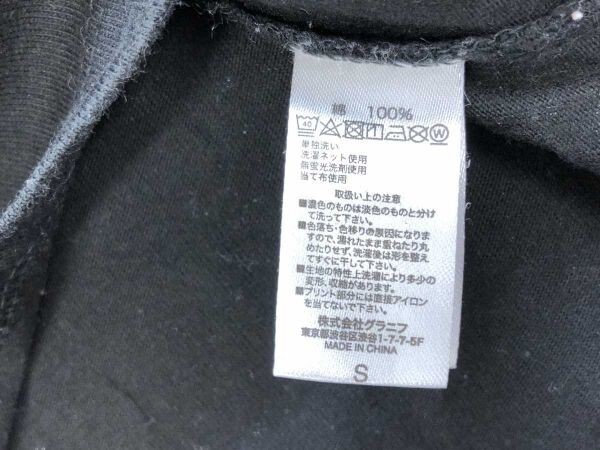 綿 100%
40
W
単独洗い
洗濯ネット使用
無蛍光洗剤使用
当て布使用
取扱い上の注意
■濃色のものは淡色のものと分け
て洗って下さい。
■色落ち・色移りの原因になりま
すので、濡れたまま重ねたり丸
めたりせず、洗濯後は形を整え
てすぐに干して下さい。
■生地の特性上洗濯により多少の
変形、収縮があります。
■プリント部分には直接アイロン
を当てないで下さい。
株式会社グラニフ
東京都渋谷区渋谷1-7-7-5F
MADE IN CHINA
S